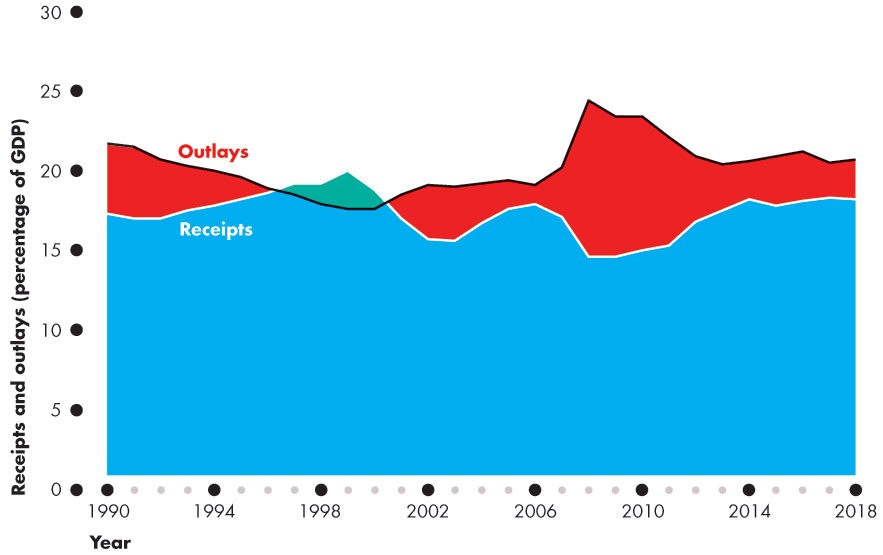 30
25
20
15
10
5
0
Receipts and outlays (percentage of GDP)
Outlays
Receipts
1990 1994 1998 2002 2006 2010 2014 2018
Year